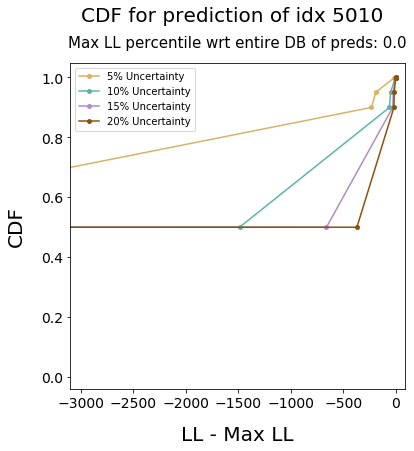 CDF for prediction of idx 5010
Max LL percentile wrt entire DB of preds: 0.0
5% Uncertainty
10% Uncertainty
15% Uncertainty
20% Uncertainty
CDF
1.0
0.8
0.6
0.4
0.2
0.0
−3000 −2500 −2000 −1500 −1000 −500 0
LL - Max LL